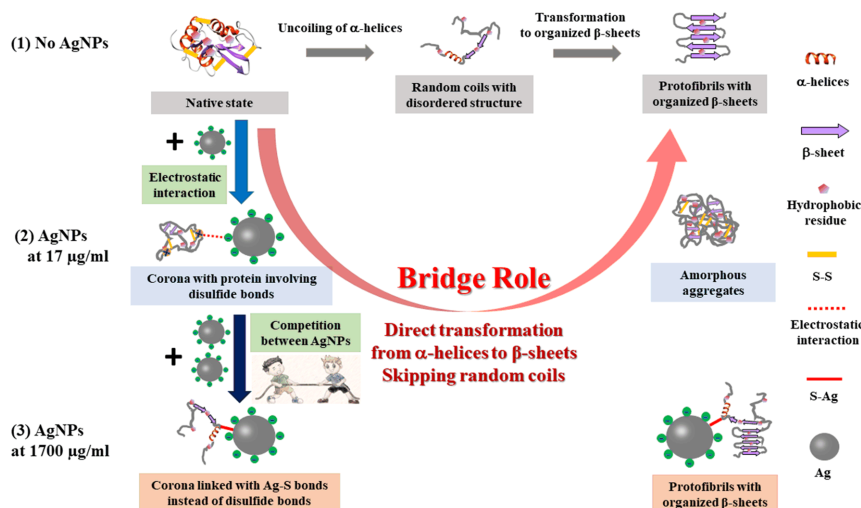 (1) No AgNPs
Uncoiling of α-helices
Transformation
to organized β-sheets
Native state
Random coils with
disordered structure
Protofibrils with
organized β-sheets
α-helices
β-sheet
Hydrophobic
residue
S-S
Electrostatic
interaction
S-Ag
Ag
+
Electrostatic
interaction
(2) AgNPs
at 17 μg/ml
Corona with protein involving
disulfide bonds
Bridge Role
Direct transformation
from α-helices to β-sheets
Skipping random coils
Amorphous
aggregates
+
Competition
between AgNPs
(3) AgNPs
at 1700 μg/ml
Corona linked with Ag-S bonds
instead of disulfide bonds
Protofibrils with
organized β-sheets